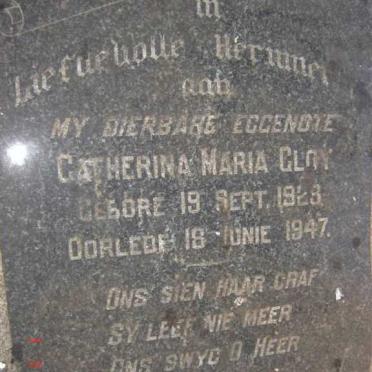 In
Liefdevolle Herinnering
aan
MY DIERBARE EGGENOTE
CATHERINA MARIA CLOY
GEBORE 19 SEPT. 1923
OORLEDE 18 JUNIE 1947.
ONS SIEN HAAR GRAF
SY LEEF NIE MEER
ONS SWYG O HEER